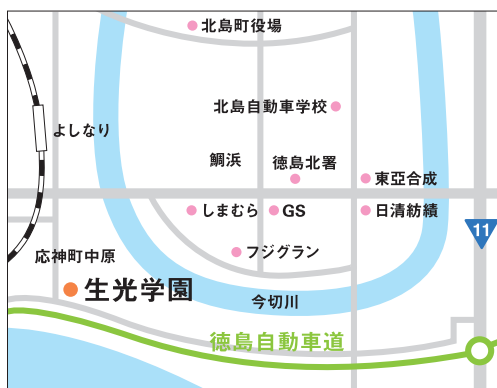 北島町役場
北島自動車学校
よしなり
鯛浜
徳島北署
東亞合成
しまむら
GS
日清紡績
11
フジグラン
応神町中原
生光学園
今切川
徳島自動車道